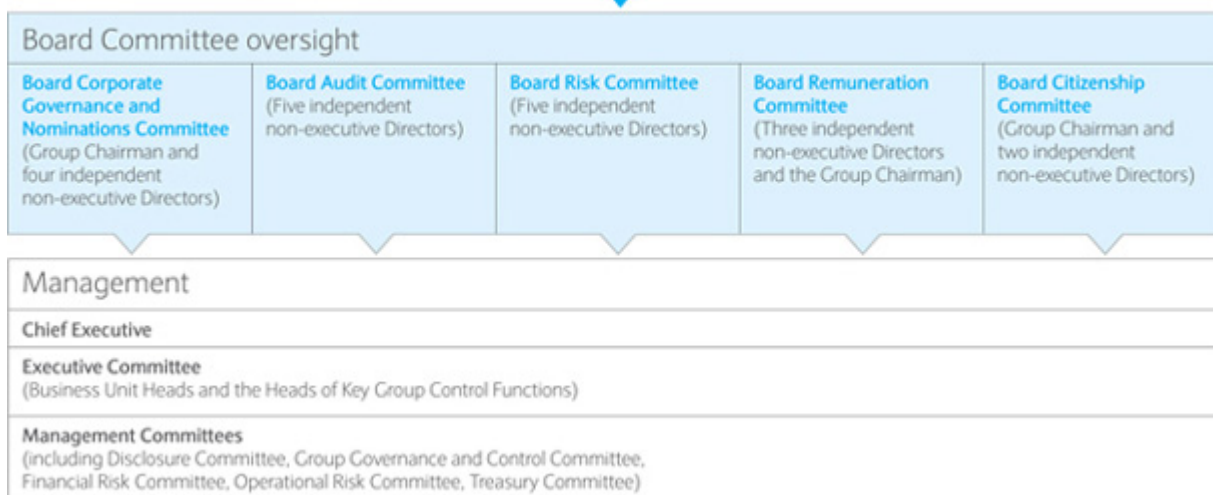 Board Committee oversight
Board Corporate
Governance and
Nominations Committee
(Group Chairman and
four independent
non-executive Directors)
Board Audit Committee
(Five independent
non-executive Directors)
Board Risk Committee
(Five independent
non-executive Directors)
Board Remuneration
Committee
(Three independent
non-executive Directors
and the Group Chairman)
Board Citizenship
Committee
(Group Chairman and
two independent
non-executive Directors)
Management
Chief Executive
Executive Committee
(Business Unit Heads and the Heads of Key Group Control Functions)
Management Committees
(including Disclosure Committee, Group Governance and Control Committee,
Financial Risk Committee, Operational Risk Committee, Treasury Committee)